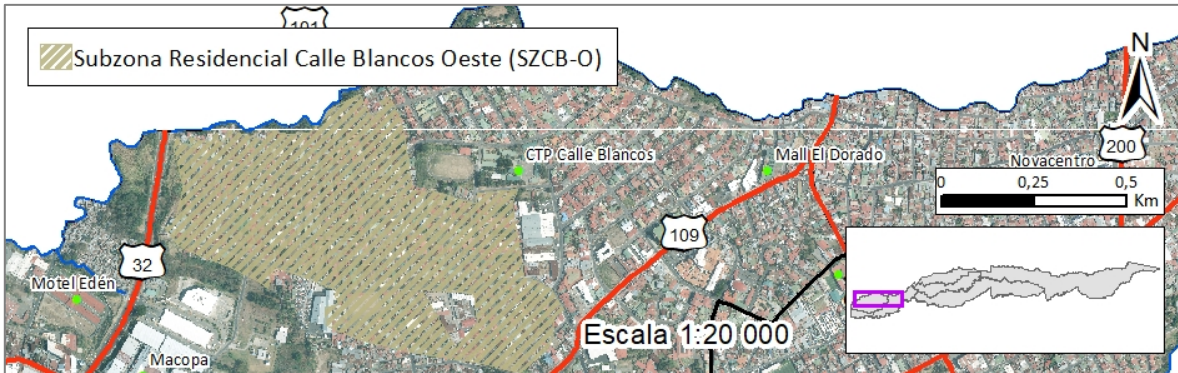 Subzona Residencial Calle Blancos Oeste (SZCB-O)
N
200
CTP Calle Blancos
Mall El Dorado
Novacentro
0
0,25
0,5
Km
109
32
Motel Edén
Escala 1:20 000
Macopa